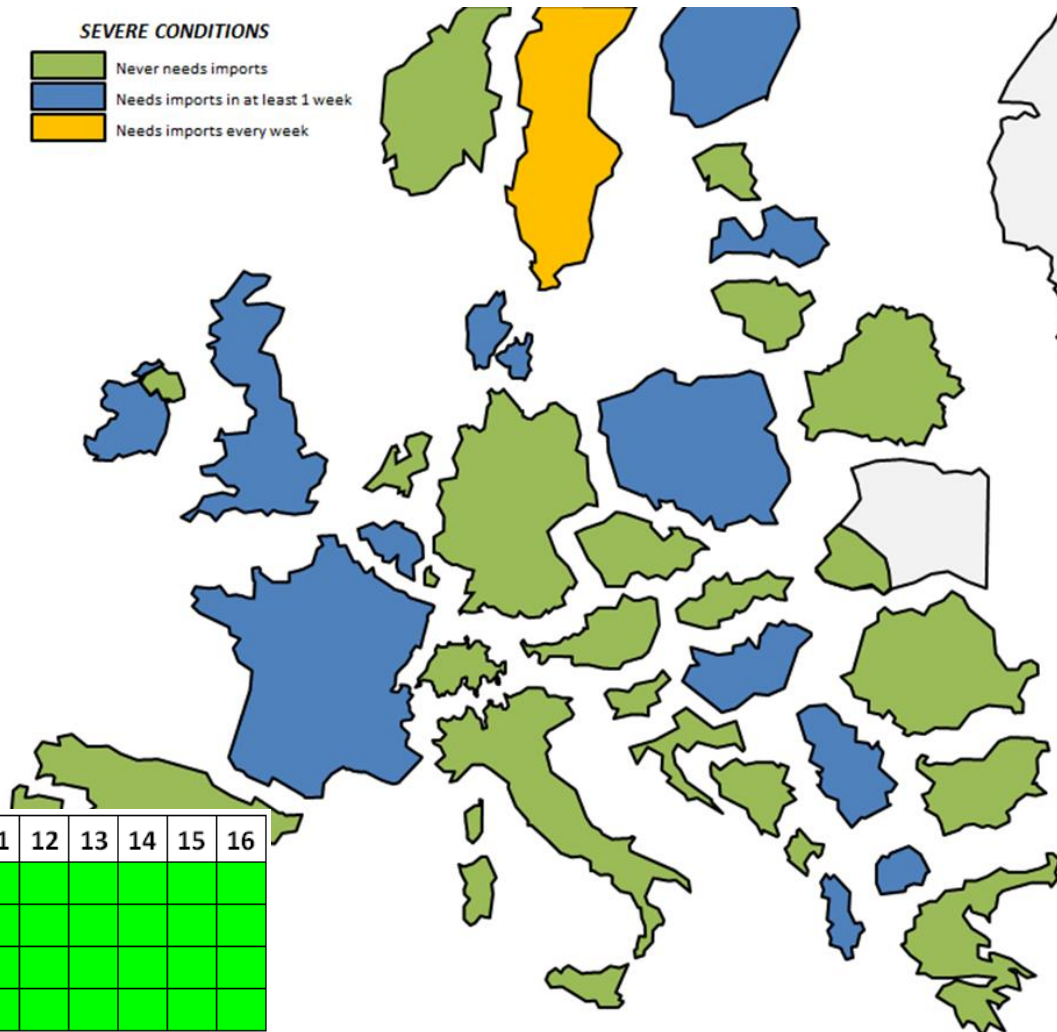 SEVERE CONDITIONS
Never needs imports
Needs imports in at least 1 week
Needs imports every week
1 12 13 14 15 16